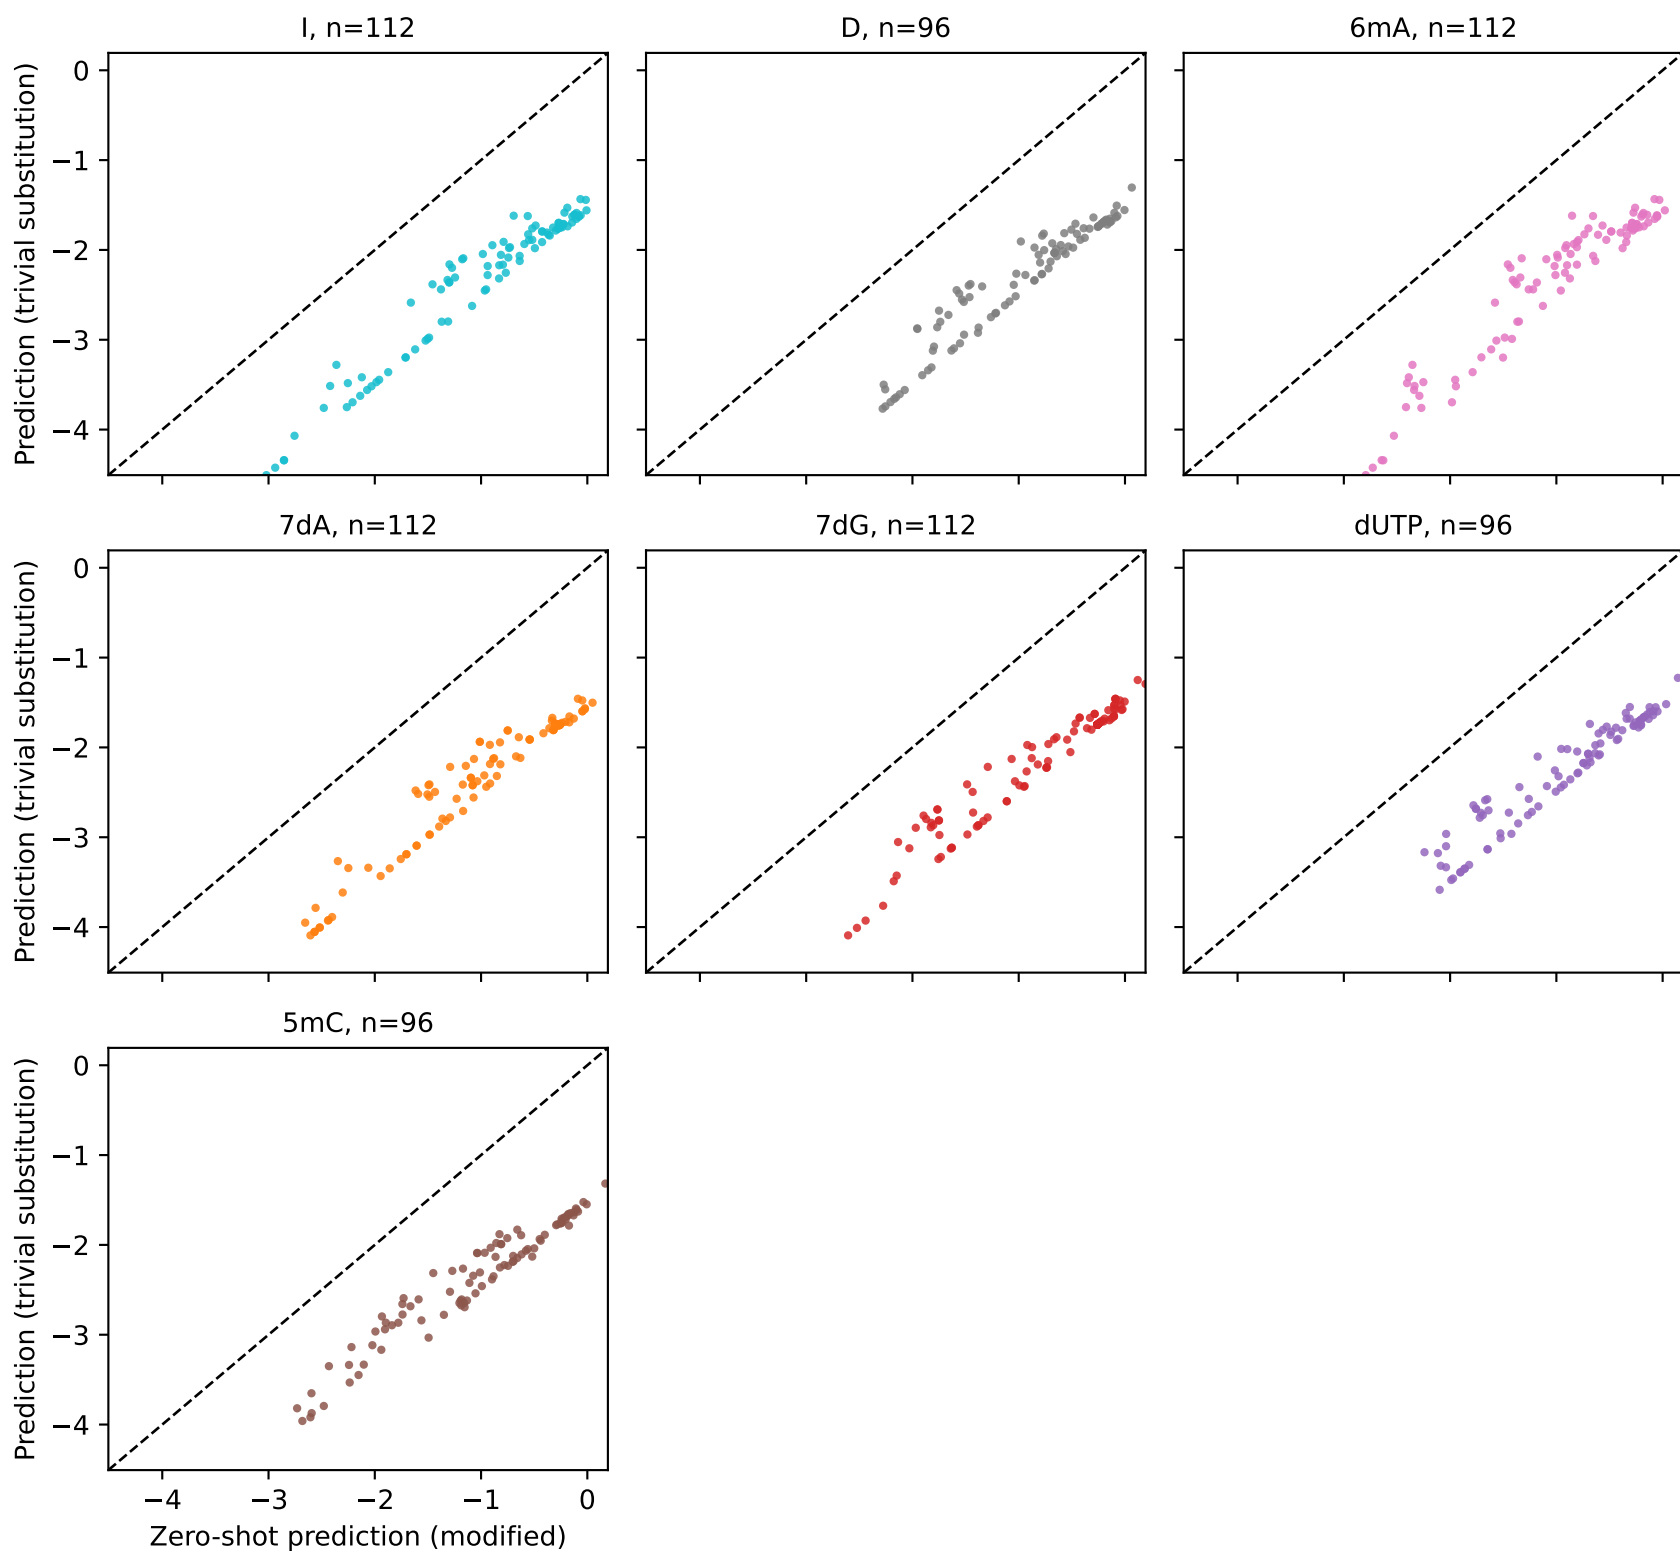 I, n=112
D, n=96
6mA, n=112
Prediction (trivial substitution)
0
−1
−2
−3
−4
7dA, n=112
7dG, n=112
dUTP, n=96
Prediction (trivial substitution)
0
−1
−2
−3
−4
5mC, n=96
Prediction (trivial substitution)
0
−1
−2
−3
−4
−4 −3 −2 −1 0
Zero-shot prediction (modified)